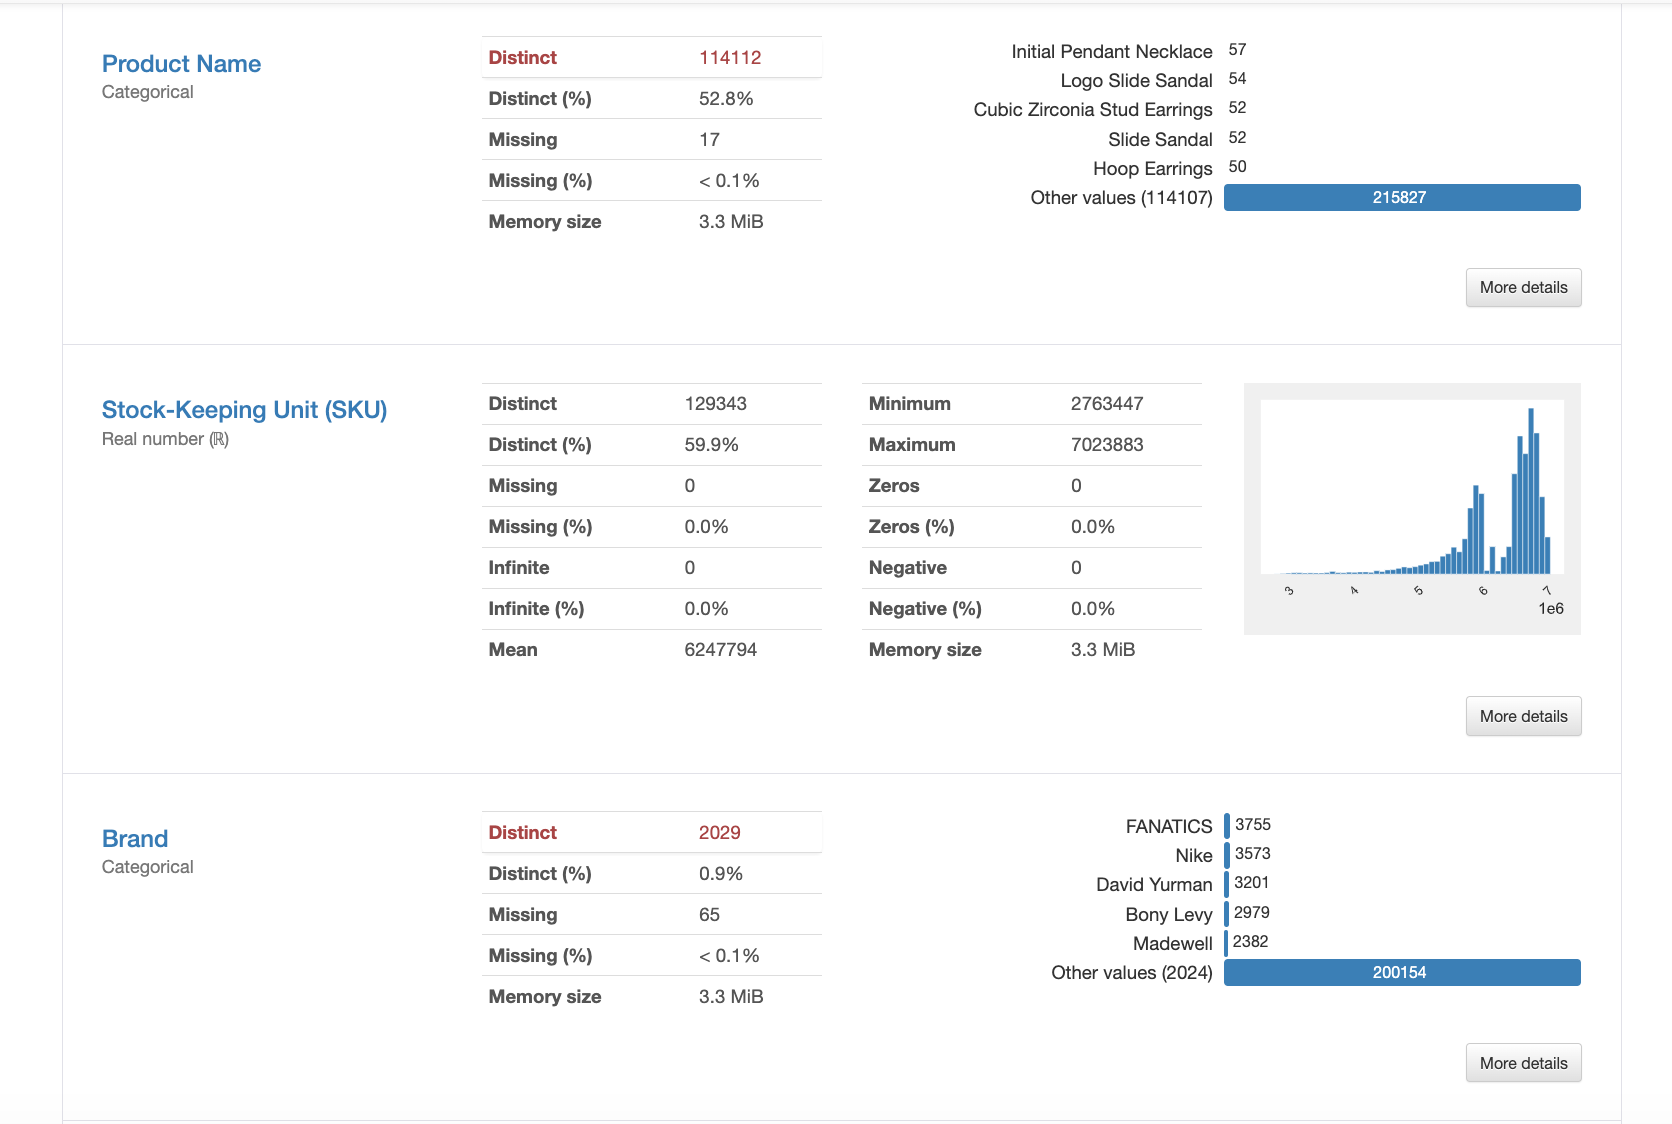 Product Name
Categorical
Distinct 114112
Distinct (%) 52.8%
Missing 17
Missing (%) < 0.1%
Memory size 3.3 MiB
Initial Pendant Necklace 57
Logo Slide Sandal 54
Cubic Zirconia Stud Earrings 52
Slide Sandal 52
Hoop Earrings 50
Other values (114107) 215827
More details
Stock-Keeping Unit (SKU)
Real number (ℝ)
Distinct 129343
Distinct (%) 59.9%
Missing 0
Missing (%) 0.0%
Infinite 0
Infinite (%) 0.0%
Mean 6247794
Minimum 2763447
Maximum 7023883
Zeros 0
Zeros (%) 0.0%
Negative 0
Negative (%) 0.0%
Memory size 3.3 MiB
3 4 5 6 7
1e6
More details
Brand
Categorical
Distinct 2029
Distinct (%) 0.9%
Missing 65
Missing (%) < 0.1%
Memory size 3.3 MiB
FANATICS 3755
Nike 3573
David Yurman 3201
Bony Levy 2979
Madewell 2382
Other values (2024) 200154
More details